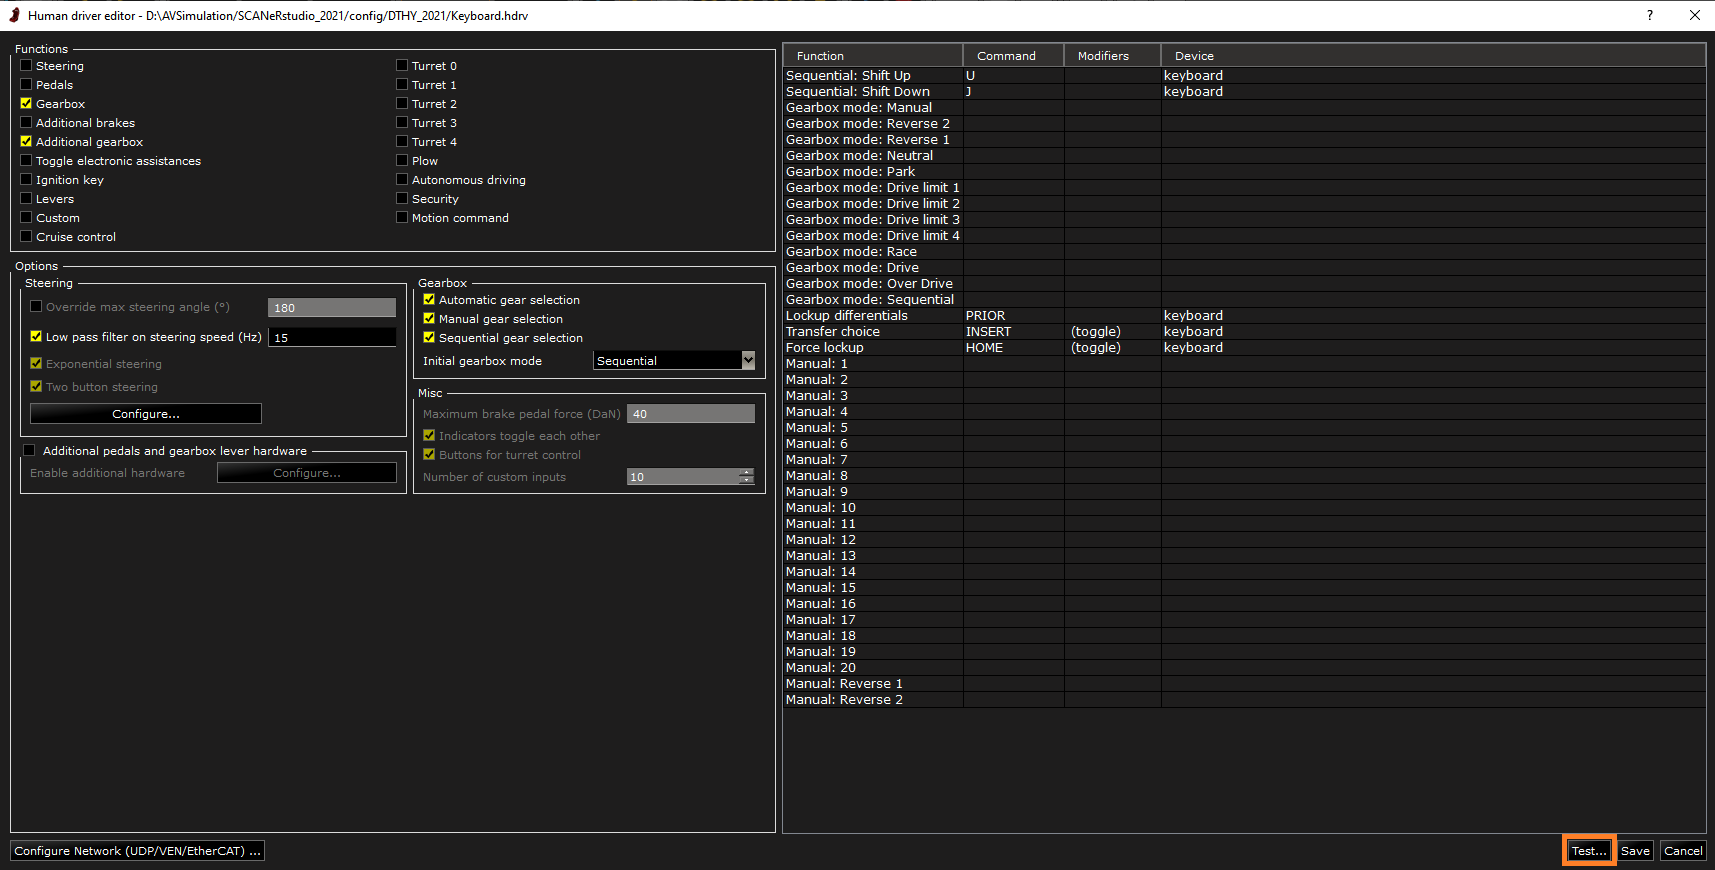 Human driver editor - D:\AVSimulation/SCANeRstudio_2021/config/DTHY_2021/Keyboard.hdrv
?
Functions
Steering
Pedals
Gearbox
Additional brakes
Additional gearbox
Toggle electronic assistances
Ignition key
Levers
Custom
Cruise control
Turret 0
Turret 1
Turret 2
Turret 3
Turret 4
Plow
Autonomous driving
Security
Motion command
Options
Steering
Override max steering angle (°) 180
Low pass filter on steering speed (Hz) 15
Exponential steering
Two button steering
Configure...
Additional pedals and gearbox lever hardware
Enable additional hardware Configure...
Gearbox
Automatic gear selection
Manual gear selection
Sequential gear selection
Initial gearbox mode Sequential
Misc
Maximum brake pedal force (DaN) 40
Indicators toggle each other
Buttons for turret control
Number of custom inputs 10
Function Command Modifiers Device
Sequential: Shift Up U keyboard
Sequential: Shift Down J keyboard
Gearbox mode: Manual
Gearbox mode: Reverse 2
Gearbox mode: Reverse 1
Gearbox mode: Neutral
Gearbox mode: Park
Gearbox mode: Drive limit 1
Gearbox mode: Drive limit 2
Gearbox mode: Drive limit 3
Gearbox mode: Drive limit 4
Gearbox mode: Race
Gearbox mode: Drive
Gearbox mode: Over Drive
Gearbox mode: Sequential
Lockup differentials PRIOR keyboard
Transfer choice INSERT (toggle) keyboard
Force lockup HOME (toggle) keyboard
Manual: 1
Manual: 2
Manual: 3
Manual: 4
Manual: 5
Manual: 6
Manual: 7
Manual: 8
Manual: 9
Manual: 10
Manual: 11
Manual: 12
Manual: 13
Manual: 14
Manual: 15
Manual: 16
Manual: 17
Manual: 18
Manual: 19
Manual: 20
Manual: Reverse 1
Manual: Reverse 2
Configure Network (UDP/VEN/EtherCAT) ...
Test... Save Cancel